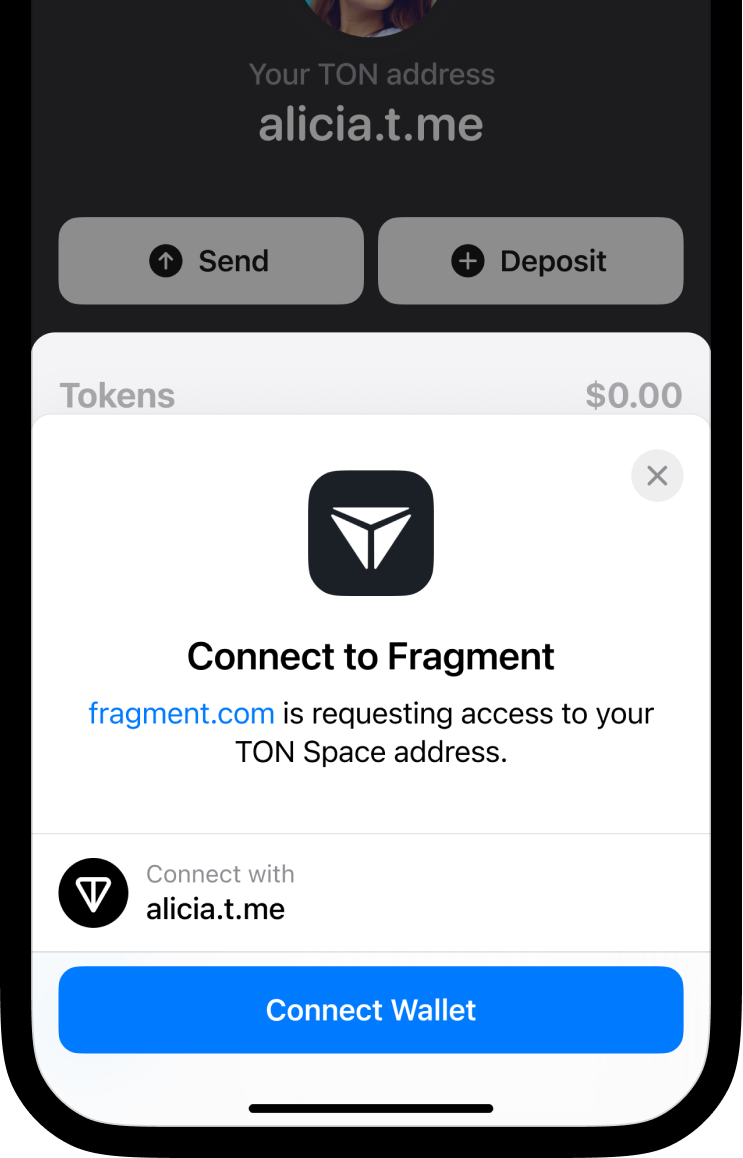 Your TON address
alicia.t.me
Send
Deposit
Tokens
$0.00
Connect to Fragment
fragment.com is requesting access to your
TON Space address.
Connect with
alicia.t.me
Connect Wallet